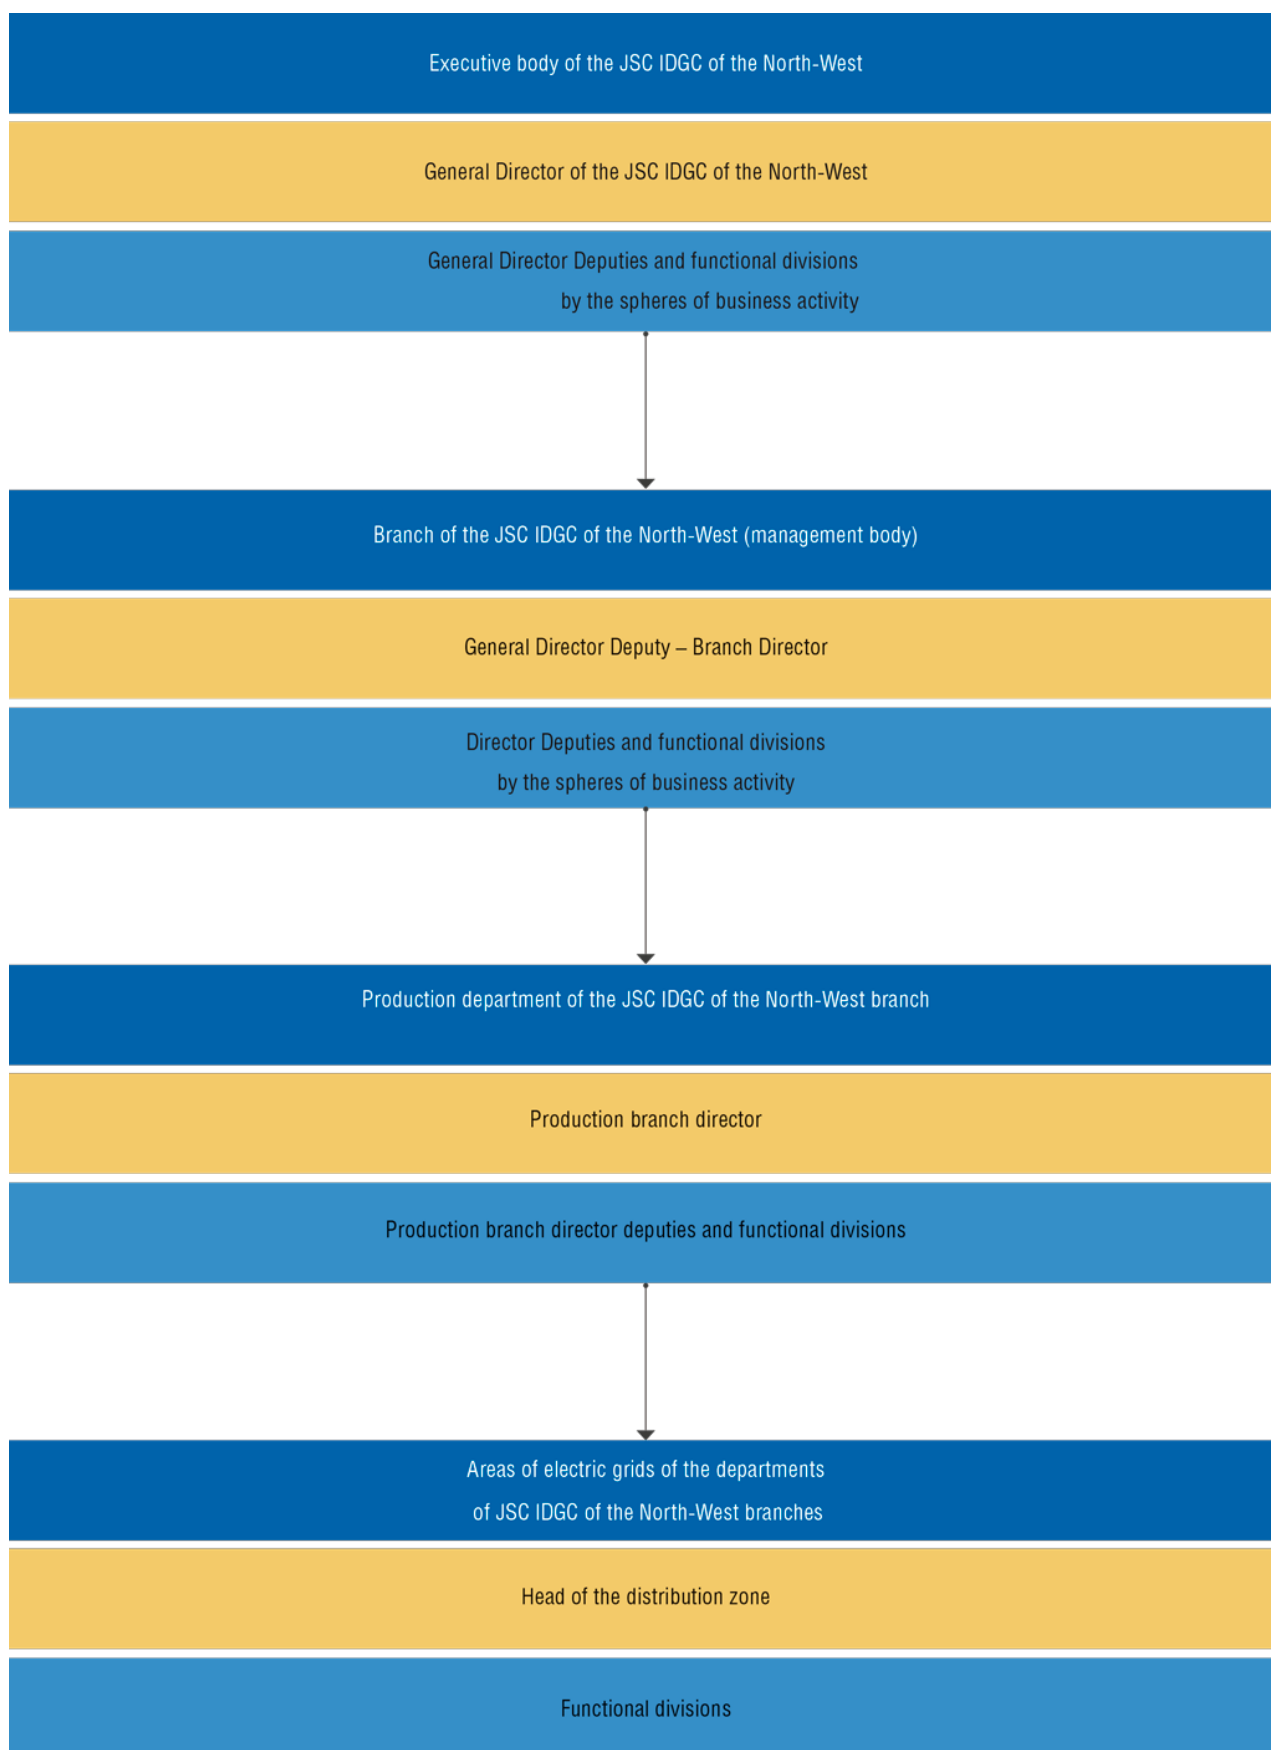 Executive body of the JSC IDGC of the North-West
General Director of the JSC IDGC of the North-West
General Director Deputies and functional divisions
by the spheres of business activity
Branch of the JSC IDGC of the North-West (management body)
General Director Deputy – Branch Director
Director Deputies and functional divisions
by the spheres of business activity
Production department of the JSC IDGC of the North-West branch
Production branch director
Production branch director deputies and functional divisions
Areas of electric grids of the departments
of JSC IDGC of the North-West branches
Head of the distribution zone
Functional divisions